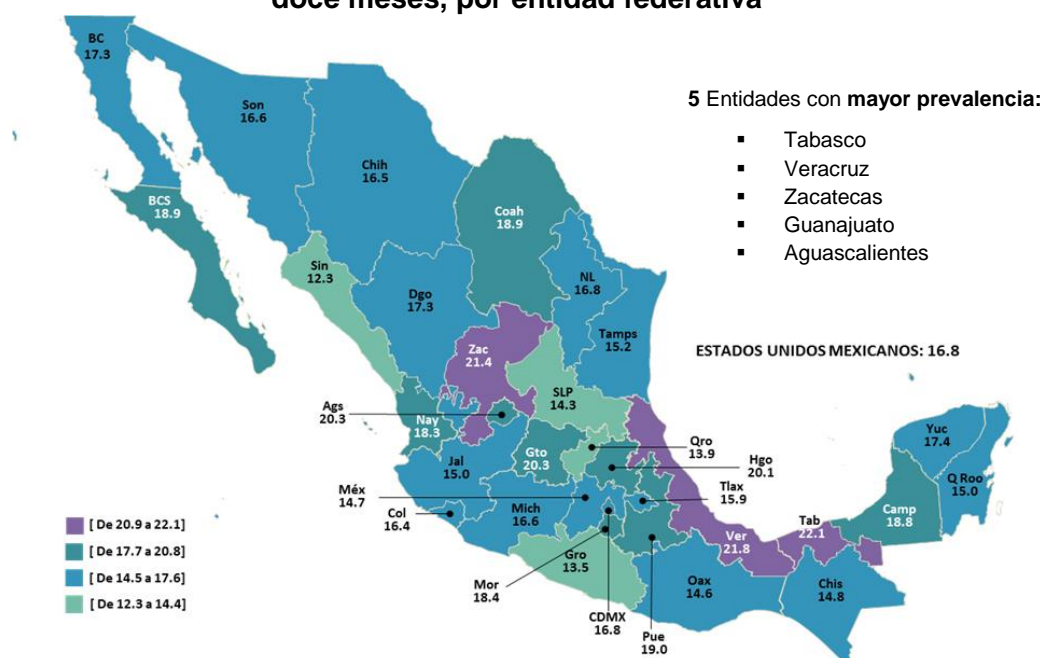 doce meses, por entidad federativa
BC
17.3
Son
16.6
Chih
16.5
BCS
18.9
Coah
18.9
Sin
12.3
Dgo
17.3
NL
16.8
Tamps
15.2
Zac
21.4
SLP
14.3
Ags
20.3
Nay
18.3
Gto
20.3
Qro
13.9
Hgo
20.1
Jal
15.0
Méx
14.7
Tlax
15.9
Col
16.4
Mich
16.6
Gro
13.5
Mor
18.4
CDMX
16.8
Pue
19.0
Ver
21.8
Oax
14.6
Tab
22.1
Chis
14.8
Camp
18.8
Yuc
17.4
Q Roo
15.0
5 Entidades con mayor prevalencia:
▪ Tabasco
▪ Veracruz
▪ Zacatecas
▪ Guanajuato
▪ Aguascalientes
ESTADOS UNIDOS MEXICANOS: 16.8
[ De 20.9 a 22.1]
[ De 17.7 a 20.8]
[ De 14.5 a 17.6]
[ De 12.3 a 14.4]